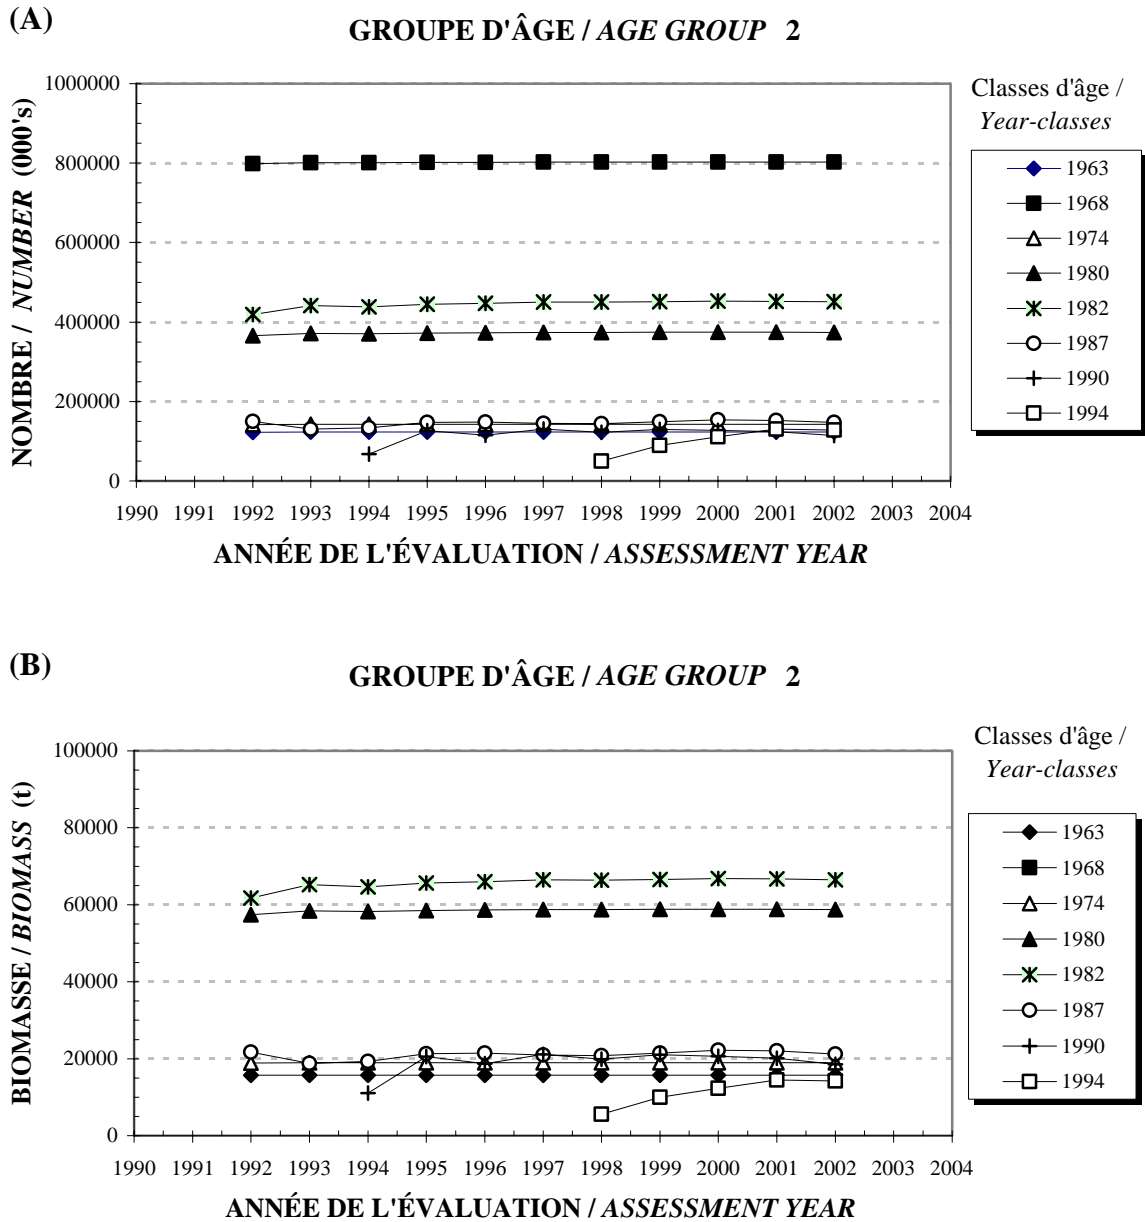 (A)
GROUPE D'ÂGE / AGE GROUP 2
NOMBRE / NUMBER (000's)
1000000
800000
600000
400000
200000
0
1990 1991 1992 1993 1994 1995 1996 1997 1998 1999 2000 2001 2002 2003 2004
ANNÉE DE L'ÉVALUATION / ASSESSMENT YEAR
Classes d'âge /
Year-classes
1963
1968
1974
1980
1982
1987
1990
1994
(B)
GROUPE D'ÂGE / AGE GROUP 2
BIOMASSE / BIOMASS (t)
100000
80000
60000
40000
20000
0
1990 1991 1992 1993 1994 1995 1996 1997 1998 1999 2000 2001 2002 2003 2004
ANNÉE DE L'ÉVALUATION / ASSESSMENT YEAR
Classes d'âge /
Year-classes
1963
1968
1974
1980
1982
1987
1990
1994